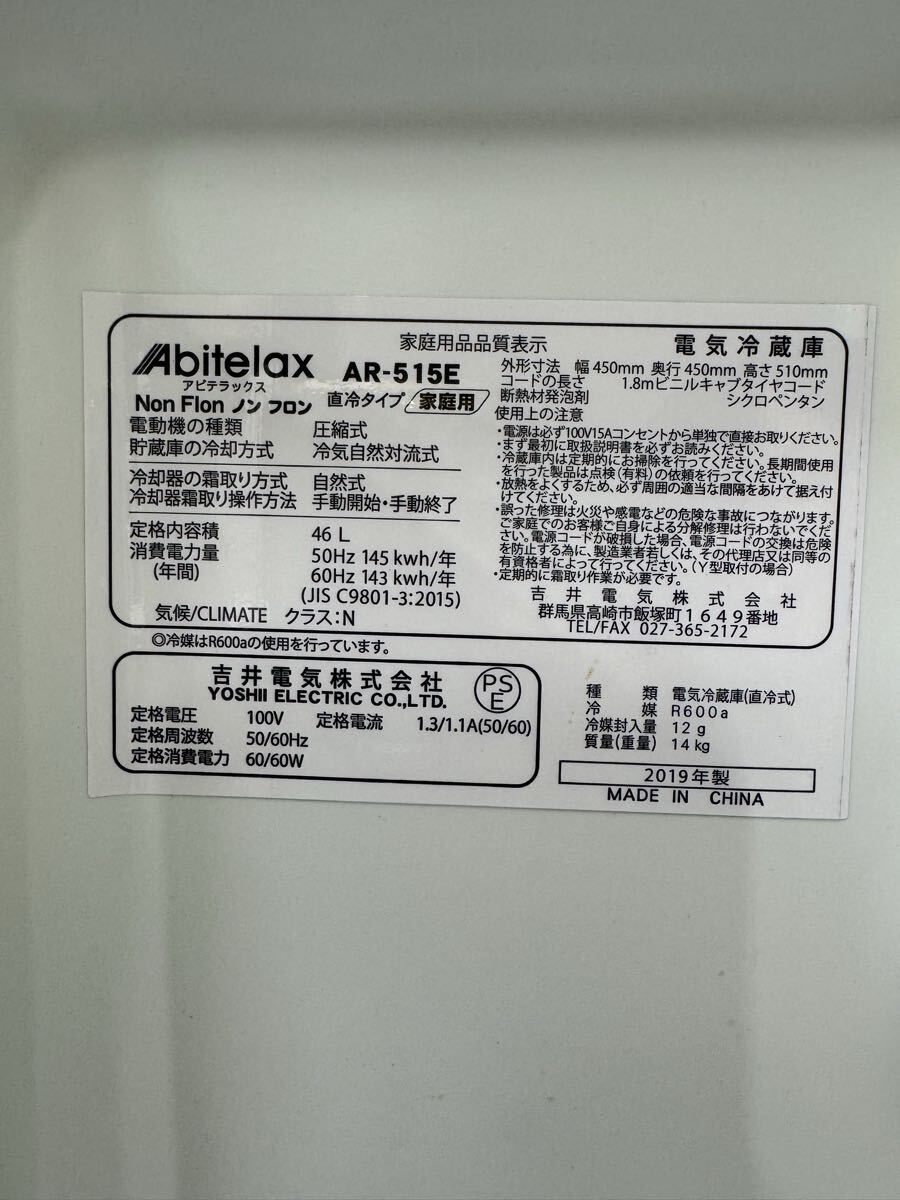 Abitelax
アビテラックス
AR-515E
Non Flon ノン フロン
直冷タイプ 家庭用
家庭用品品質表示
電気冷蔵庫
電動機の種類 圧縮式
貯蔵庫の冷却方式 冷気自然対流式
冷却器の霜取り方式 自然式
冷却器霜取り操作方法 手動開始・手動終了
定格内容積 46 L
消費電力量 50Hz 145 kwh/年
(年間) 60Hz 143 kwh/年
(JIS C9801-3:2015)
気候/CLIMATE クラス:N
外形寸法 幅450mm 奥行450mm 高さ510mm
コードの長さ 1.8mビニルキャブタイヤコード
断熱材発泡剤 シクロペンタン
使用上の注意
・電源は必ず100V15Aコンセントから単独で直接お取りください。
・まず最初に取扱説明書を必ずお読みください。
・冷蔵庫内は定期的にお掃除を行ってください。長期間使用
を行った製品は点検(有料)の依頼を行ってください。
・放熱をよくするため、必ず周囲の適当な間隔をあけて据え付
けてください。
・誤った修理は火災や感電などの危険な事故につながります。
ご家庭でのお客様ご自身による分解修理は行わないでくだ
さい。電源コードが破損した場合、電源コードの交換は危険
を防止する為に、製造業者若しくは、その代理店又は同等の
有資格者によって行ってください。(Y型取付の場合)
・定期的に霜取り作業が必要です。
吉井電気株式会社
群馬県高崎市飯塚町1649番地
TEL/FAX 027-365-2172
◎冷媒はR600aの使用を行っています。
吉井電気株式会社
YOSHII ELECTRIC CO.,LTD.
PS
E
定格電圧 100V 定格電流 1.3/1.1A(50/60)
定格周波数 50/60Hz
定格消費電力 60/60W
種類 電気冷蔵庫(直冷式)
冷媒 R600a
冷媒封入量 12 g
質量(重量) 14 kg
2019年製
MADE IN CHINA